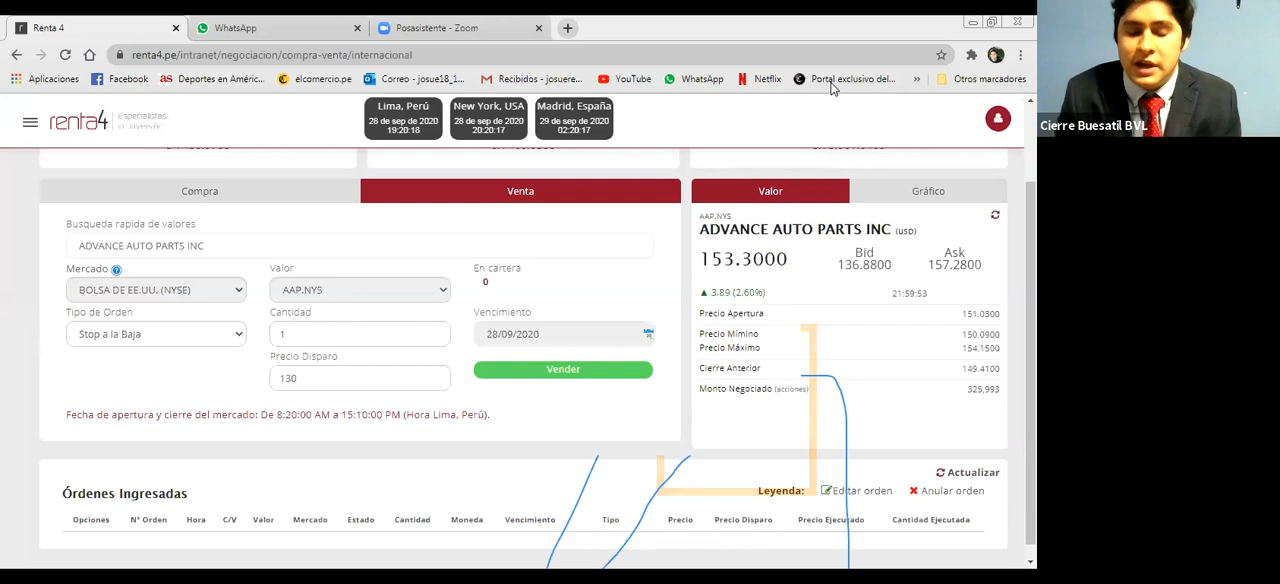 Renta 4
WhatsApp
Posasistente - Zoom
renta4.pe/intranet/negociacion/compra-venta/internacional
Aplicaciones
Facebook
as Deportes en Améric...
elcomercio.pe
Correo - josue18_1...
Recibidos - josuere...
YouTube
WhatsApp
Netflix
Portal exclusivo del...
»
Otros marcadores
renta4
Especialistas
en inversión
Lima, Perú
28 de sep de 2020
19:20:18
New York, USA
28 de sep de 2020
20:20:17
Madrid, España
29 de sep de 2020
02:20:17
Cierre Buesatil BVL
Compra
Venta
Valor
Gráfico
Busqueda rapida de valores
ADVANCE AUTO PARTS INC
Mercado
Valor
En cartera
BOLSA DE EE.UU. (NYSE)
AAP.NYS
0
Tipo de Orden
Cantidad
Vencimiento
Stop a la Baja
1
28/09/2020
Precio Disparo
130
Vender
Fecha de apertura y cierre del mercado: De 8:20:00 AM a 15:10:00 PM (Hora Lima, Perú).
AAP.NYS
ADVANCE AUTO PARTS INC (USD)
153.3000
Bid
136.8800
Ask
157.2800
▲ 3.89 (2.60%)
21:59:53
Precio Apertura 151.0300
Precio Mímino 150.0900
Precio Máximo 154.1500
Cierre Anterior 149.4100
Monto Negociado (acciones) 325,993
Actualizar
Órdenes Ingresadas
Leyenda: Editar orden Anular orden
Opciones N° Orden Hora C/V Valor Mercado Estado Cantidad Moneda Vencimiento Tipo Precio Precio Disparo Precio Ejecutado Cantidad Ejecutada